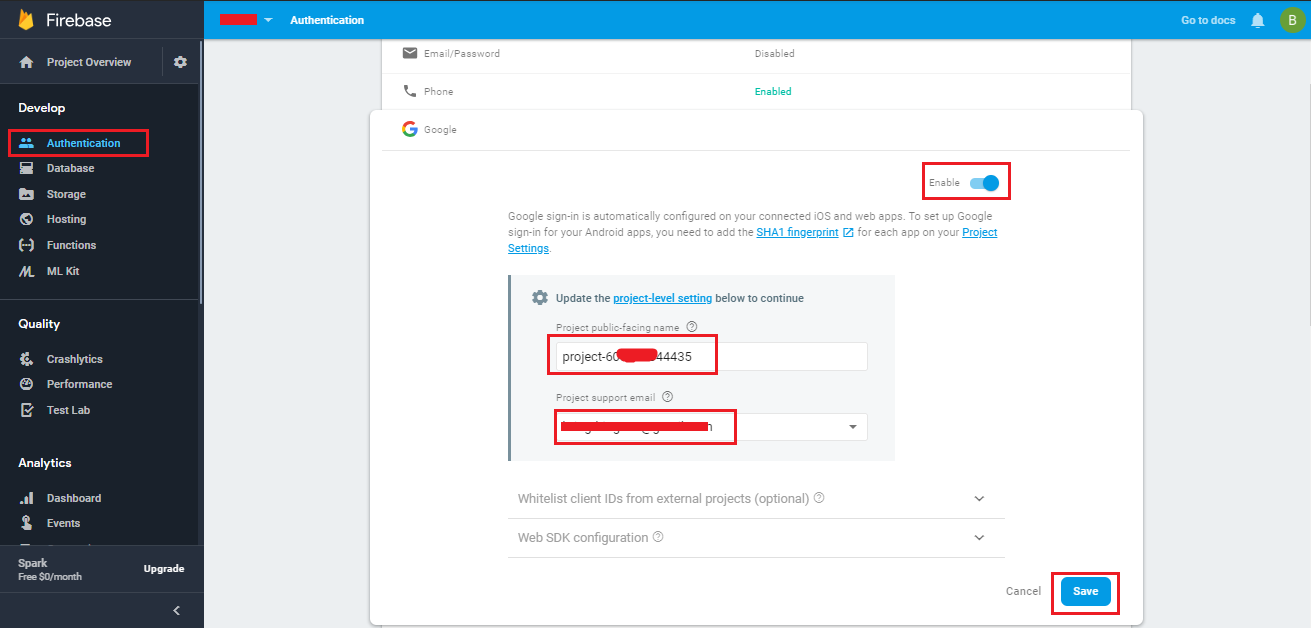 Firebase
Authentication
Go to docs
B
Project Overview
Develop
Authentication
Database
Storage
Hosting
Functions
ML Kit
Quality
Crashlytics
Performance
Test Lab
Analytics
Dashboard
Events
Spark
Free $0/month
Upgrade
Email/Password Disabled
Phone Enabled
Google
Enable
Google sign-in is automatically configured on your connected iOS and web apps. To set up Google
sign-in for your Android apps, you need to add the SHA1 fingerprint for each app on your Project
Settings.
Update the project-level setting below to continue
Project public-facing name
project-60 44435
Project support email
Whitelist client IDs from external projects (optional)
Web SDK configuration
Cancel
Save